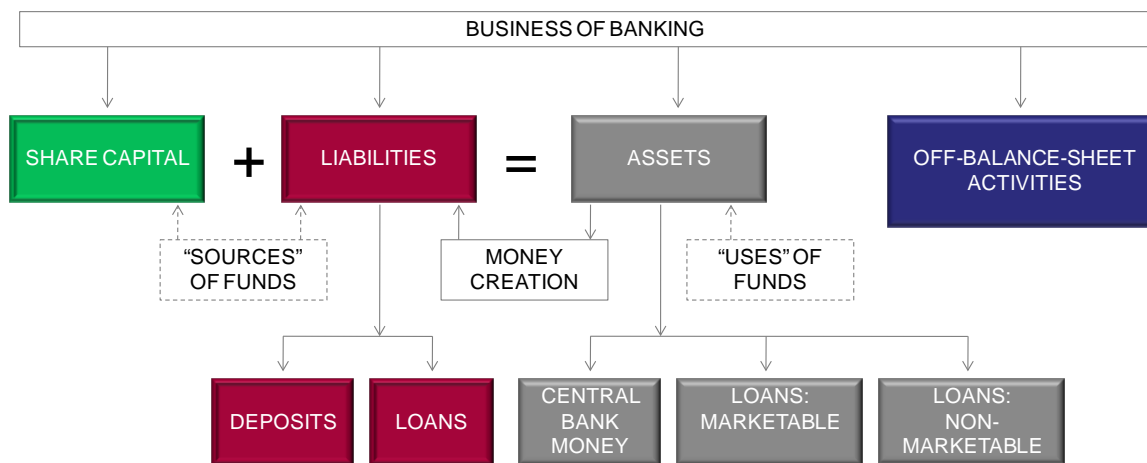 BUSINESS OF BANKING
SHARE CAPITAL
+
LIABILITIES
=
ASSETS
OFF-BALANCE-SHEET
ACTIVITIES
“SOURCES”
OF FUNDS
MONEY
CREATION
“USES” OF
FUNDS
DEPOSITS
LOANS
CENTRAL
BANK
MONEY
LOANS:
MARKETABLE
LOANS:
NON-
MARKETABLE